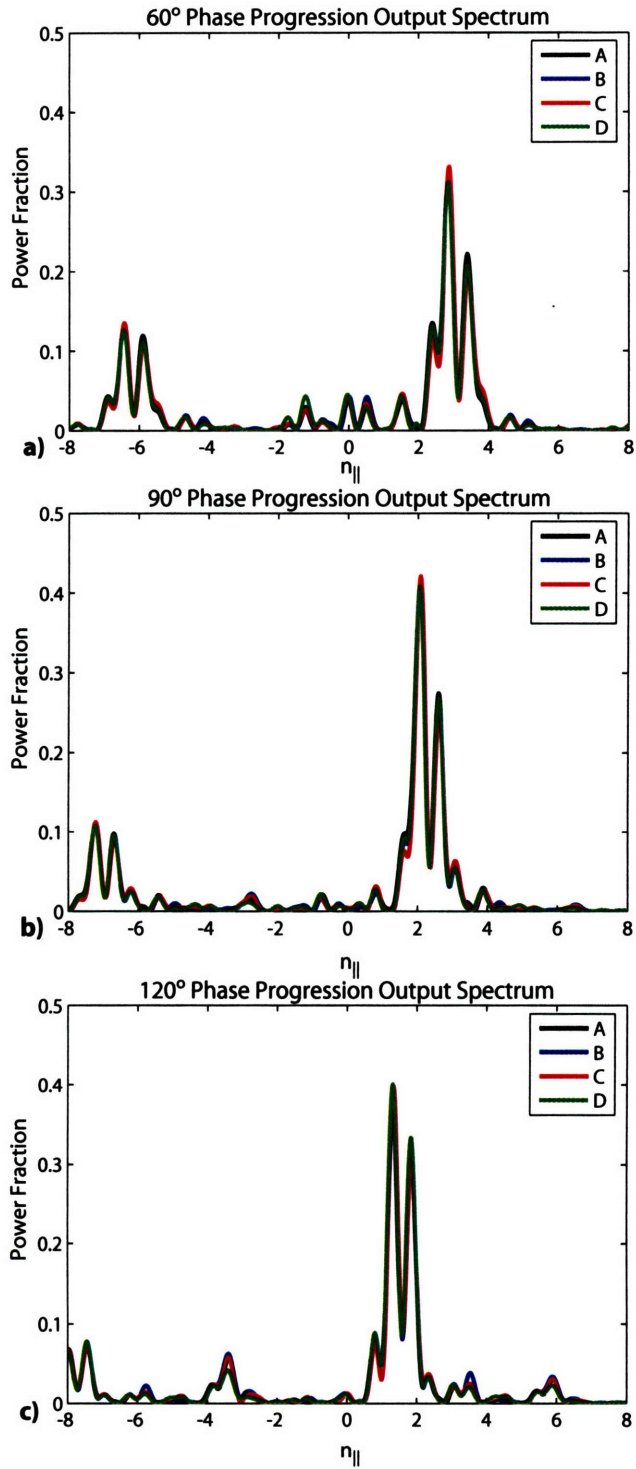 60° Phase Progression Output Spectrum
0.5
0.4
0.3
0.2
0.1
0
Power Fraction
A
B
C
D
-8 -6 -4 -2 0 2 4 6 8
a)
n||
90° Phase Progression Output Spectrum
0.5
0.4
0.3
0.2
0.1
0
Power Fraction
A
B
C
D
-8 -6 -4 -2 0 2 4 6 8
b)
n||
120° Phase Progression Output Spectrum
0.5
0.4
0.3
0.2
0.1
0
Power Fraction
A
B
C
D
-8 -6 -4 -2 0 2 4 6 8
c)
n||